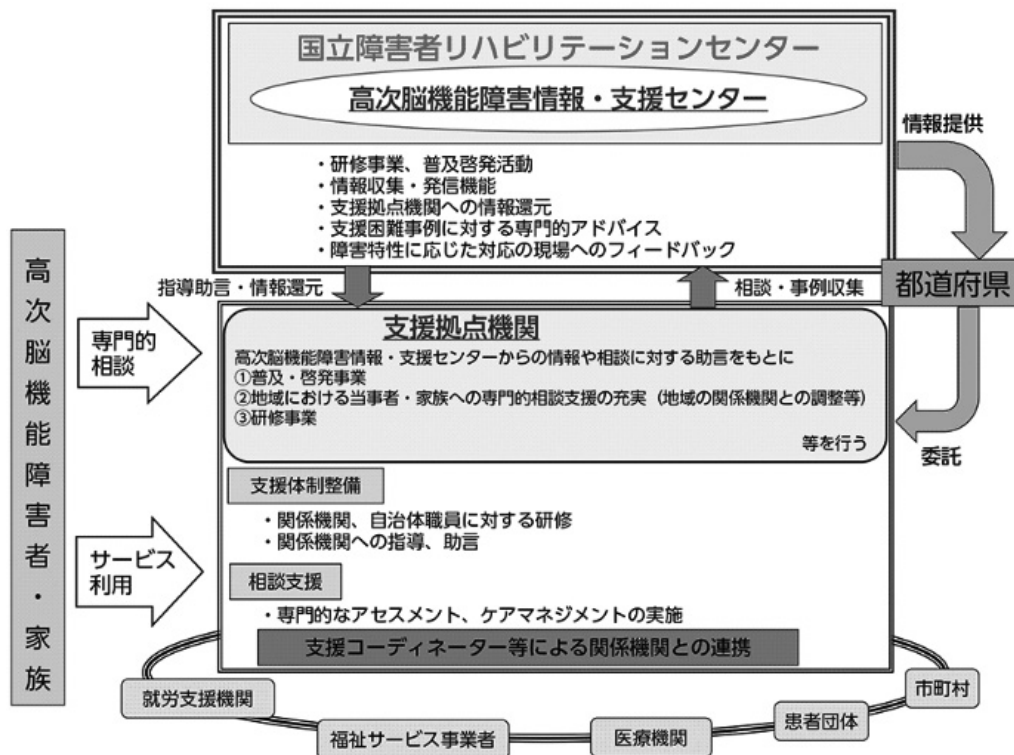 国立障害者リハビリテーションセンター
高次脳機能障害情報・支援センター
・研修事業、普及啓発活動
・情報収集・発信機能
・支援拠点機関への情報還元
・支援困難事例に対する専門的アドバイス
・障害特性に応じた対応の現場へのフィードバック
情報提供
都道府県
委託
指導助言・情報還元
相談・事例収集
高次脳機能障害者・家族
専門的
相談
サービス
利用
支援拠点機関
高次脳機能障害情報・支援センターからの情報や相談に対する助言をもとに
①普及・啓発事業
②地域における当事者・家族への専門的相談支援の充実（地域の関係機関との調整等）
③研修事業
等を行う
支援体制整備
・関係機関、自治体職員に対する研修
・関係機関への指導、助言
相談支援
・専門的なアセスメント、ケアマネジメントの実施
支援コーディネーター等による関係機関との連携
就労支援機関
福祉サービス事業者
医療機関
患者団体
市町村